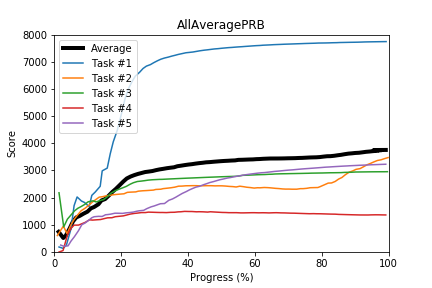 AllAveragePRB
8000
7000
6000
5000
4000
3000
2000
1000
0
Score
Average
Task #1
Task #2
Task #3
Task #4
Task #5
0 20 40 60 80 100
Progress (%)